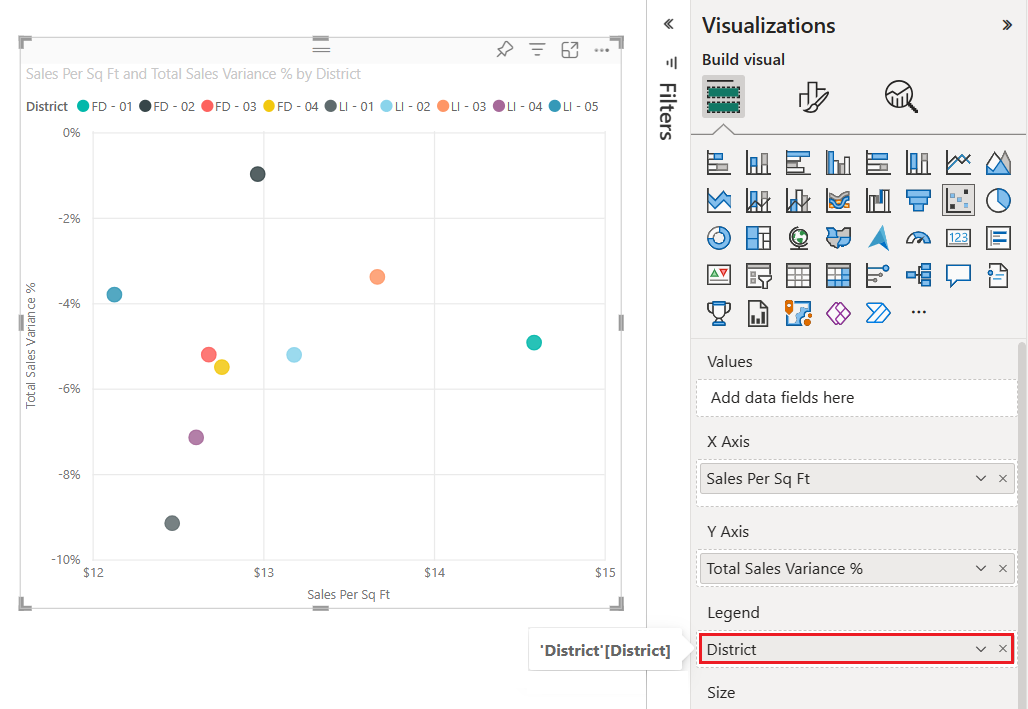 Sales Per Sq Ft and Total Sales Variance % by District
District FD - 01 FD - 02 FD - 03 FD - 04 LI - 01 LI - 02 LI - 03 LI - 04 LI - 05
Total Sales Variance %
0%
-2%
-4%
-6%
-8%
-10%
$12 $13 $14 $15
Sales Per Sq Ft
'District'[District]
Filters
Visualizations
Build visual
123
Values
Add data fields here
X Axis
Sales Per Sq Ft
Y Axis
Total Sales Variance %
Legend
District
Size